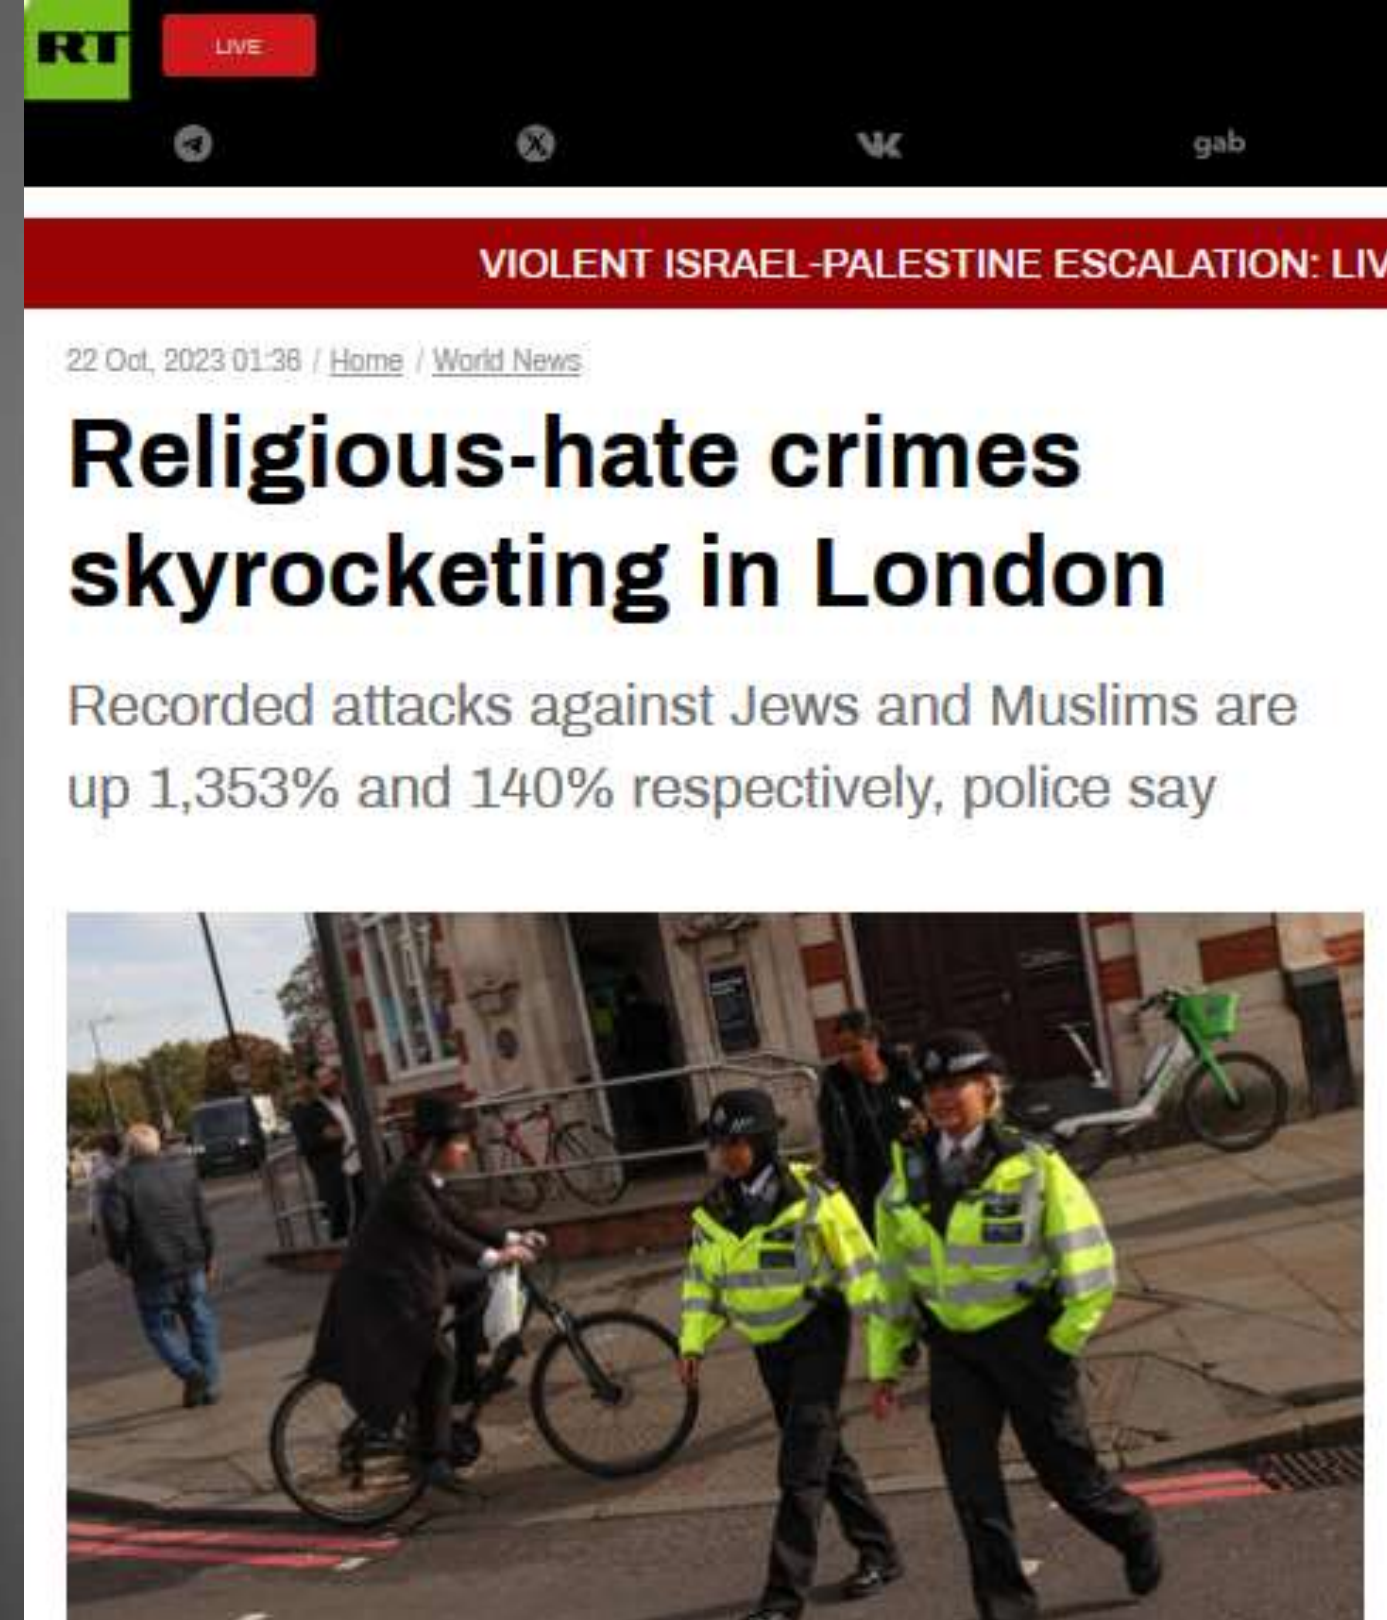 RT
LIVE
gab
VIOLENT ISRAEL-PALESTINE ESCALATION: LIV
22 Oct, 2023 01:36 / Home / World News
Religious-hate crimes
skyrocketing in London
Recorded attacks against Jews and Muslims are
up 1,353% and 140% respectively, police say